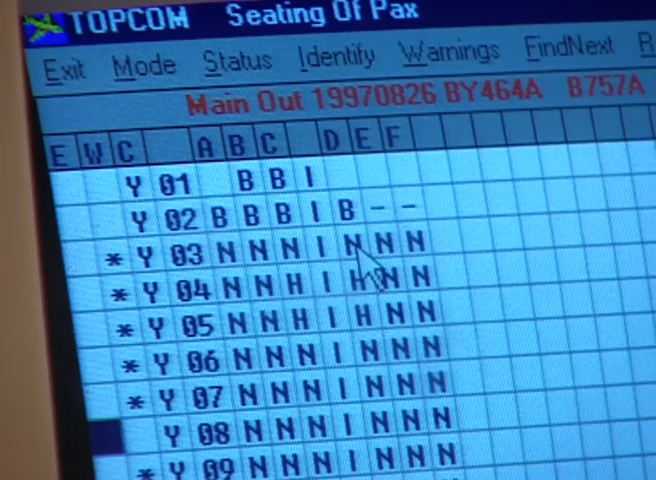 TOPCOM Seating Of Pax
Exit Mode Status Identify Warnings FindNext R
Main Out 19970826 BY464A B757A
E W C A B C D E F
Y 01 B B I
Y 02 B B B I B - -
* Y 03 N N N I N N N
* Y 04 N N H I H N N
* Y 05 N N H I H N N
* Y 06 N N N I N N N
* Y 07 N N N I N N N
Y 08 N N N I N N N
* Y 09 N N N I N N N